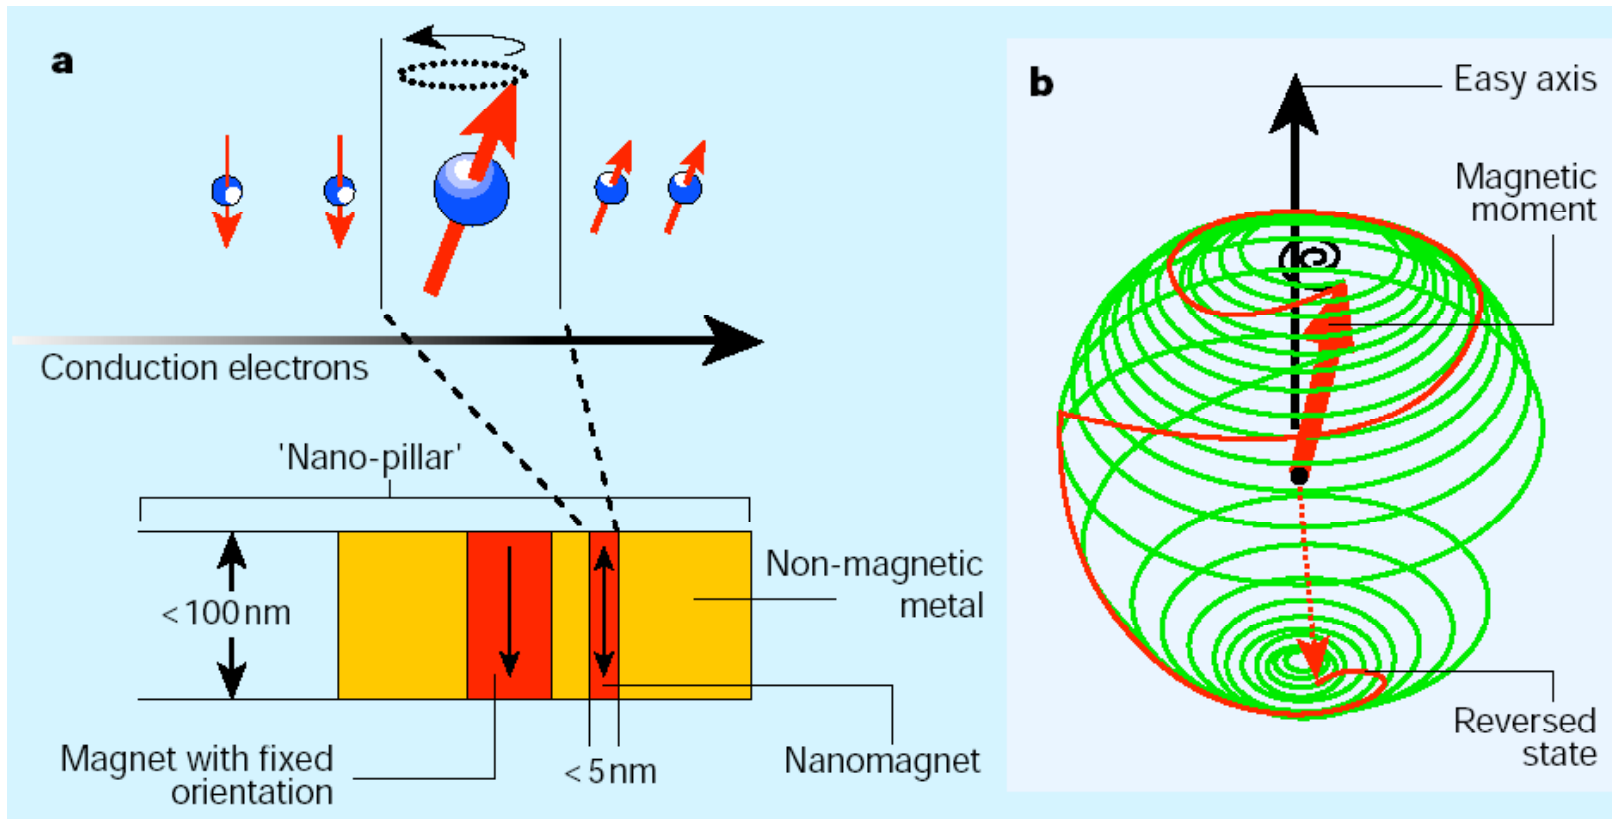 a
Conduction electrons
'Nano-pillar'
<100 nm
Non-magnetic
metal
Magnet with fixed
orientation
<5 nm
Nanomagnet
b
Easy axis
Magnetic
moment
Reversed
state